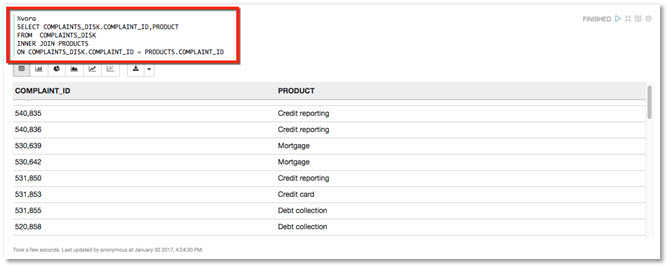 %vora
SELECT COMPLAINTS_DISK.COMPLAINT_ID,PRODUCT
FROM  COMPLAINTS_DISK
INNER JOIN PRODUCTS
ON COMPLAINTS_DISK.COMPLAINT_ID = PRODUCTS.COMPLAINT_ID
FINISHED
COMPLAINT_ID PRODUCT
540,835 Credit reporting
540,836 Credit reporting
530,639 Mortgage
530,642 Mortgage
531,850 Credit reporting
531,853 Credit card
531,855 Debt collection
520,858 Debt collection
Took a few seconds. Last updated by anonymous at January 30 2017, 4:24:30 PM.